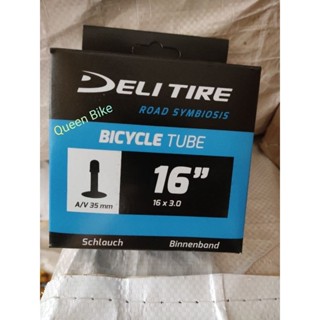 DELI TIRE
ROAD SYMBIOSIS
Queen Bike
BICYCLE TUBE
16”
16 x 3.0
A/V 35 mm
Schlauch
Binnenband